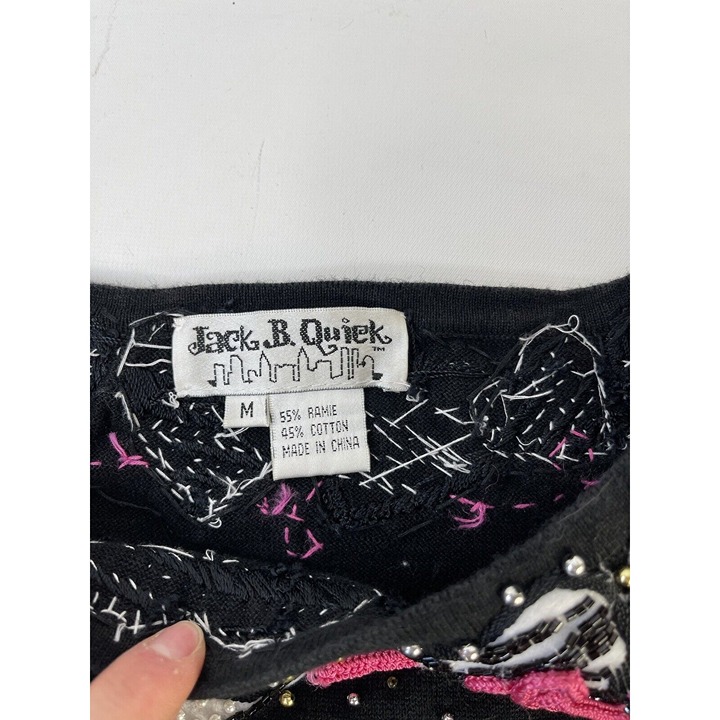 Jack B. Quick
TM
M
55% RAMIE
45% COTTON
MADE IN CHINA